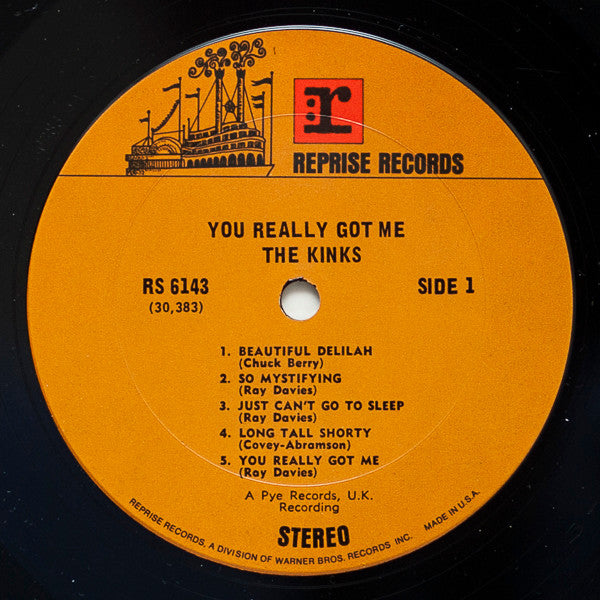 :r
REPRISE RECORDS
YOU REALLY GOT ME
THE KINKS
RS 6143
(30,383)
SIDE 1
1. BEAUTIFUL DELILAH
(Chuck Berry)
2. SO MYSTIFYING
(Ray Davies)
3. JUST CAN'T GO TO SLEEP
(Ray Davies)
4. LONG TALL SHORTY
(Covey-Abramson)
5. YOU REALLY GOT ME
(Ray Davies)
A Pye Records, U.K.
Recording
STEREO
REPRISE RECORDS, A DIVISION OF WARNER BROS. RECORDS INC. MADE IN U.S.A.